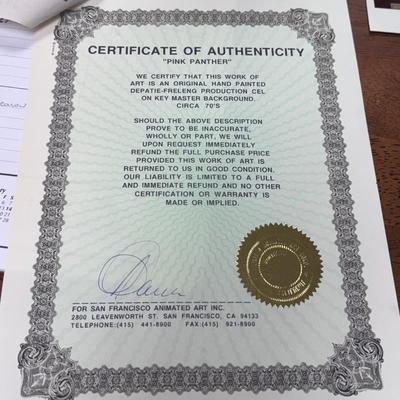 CERTIFICATE OF AUTHENTICITY
"PINK PANTHER"
WE CERTIFY THAT THIS WORK OF
ART IS AN ORIGINAL HAND PAINTED
DEPATIE-FRELENG PRODUCTION CEL
ON KEY MASTER BACKGROUND.
CIRCA 70'S
SHOULD THE ABOVE DESCRIPTION
PROVE TO BE INACCURATE,
WHOLLY OR PART, WE WILL
UPON REQUEST IMMEDIATELY
REFUND THE FULL PURCHASE PRICE
PROVIDED THIS WORK OF ART IS
RETURNED TO US IN GOOD CONDITION.
OUR LIABILITY IS LIMITED TO A FULL
AND IMMEDIATE REFUND AND NO OTHER
CERTIFICATION OR WARRANTY IS
MADE OR IMPLIED.
FOR SAN FRANCISCO ANIMATED ART INC.
2800 LEAVENWORTH ST. SAN FRANCISCO, CA 94133
TELEPHONE:(415) 441-8900 FAX:(415) 921-8900